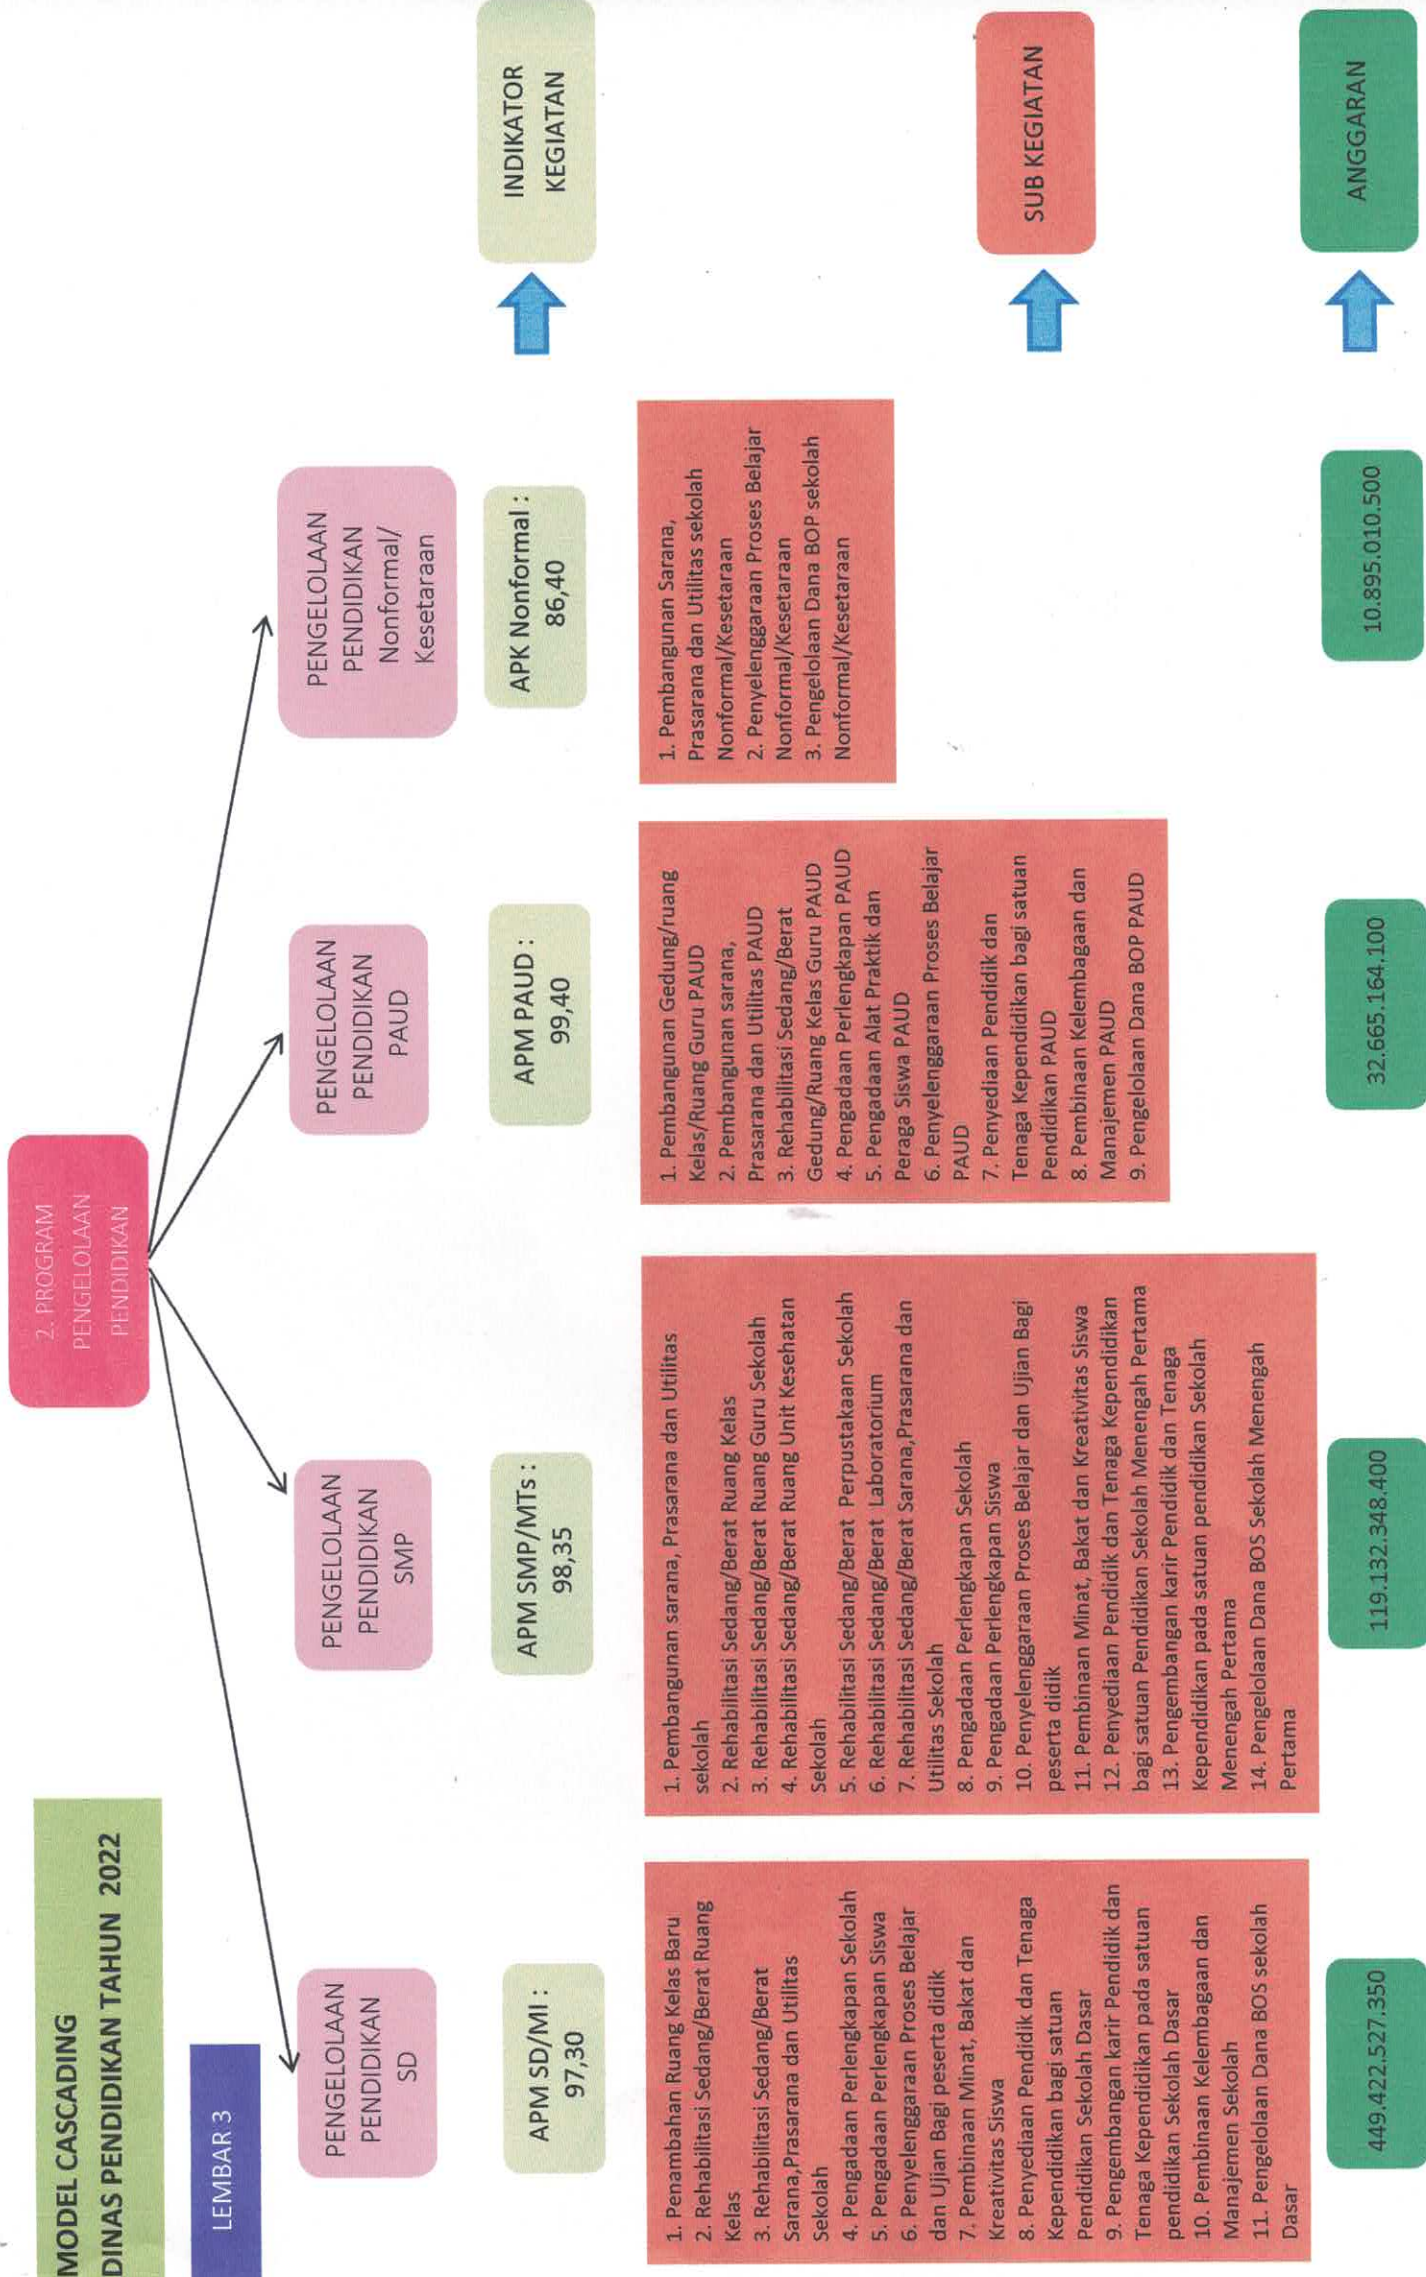 MODEL CASCADING
DINAS PENDIDIKAN TAHUN 2022
LEMBAR 3
2. PROGRAM
PENGELOLAAN
PENDIDIKAN
PENGELOLAAN
PENDIDIKAN
SD
PENGELOLAAN
PENDIDIKAN
SMP
PENGELOLAAN
PENDIDIKAN
PAUD
PENGELOLAAN
PENDIDIKAN
Nonformal/
Kesetaraan
APM SD/MI :
97,30
APM SMP/MTs :
98,35
APM PAUD :
99,40
APK Nonformal :
86,40
INDIKATOR
KEGIATAN
1. Penambahan Ruang Kelas Baru
2. Rehabilitasi Sedang/Berat Ruang
Kelas
3. Rehabilitasi Sedang/Berat
Sarana,Prasarana dan Utilitas
Sekolah
4. Pengadaan Perlengkapan Sekolah
5. Pengadaan Perlengkapan Siswa
6. Penyelenggaraan Proses Belajar
dan Ujian Bagi peserta didik
7. Pembinaan Minat, Bakat dan
Kreativitas Siswa
8. Penyediaan Pendidik dan Tenaga
Kependidikan bagi satuan
Pendidikan Sekolah Dasar
9. Pengembangan karir Pendidik dan
Tenaga Kependidikan pada satuan
pendidikan Sekolah Dasar
10. Pembinaan Kelembagaan dan
Manajemen Sekolah
11. Pengelolaan Dana BOS sekolah
Dasar
1. Pembangunan sarana, Prasarana dan Utilitas
sekolah
2. Rehabilitasi Sedang/Berat Ruang Kelas
3. Rehabilitasi Sedang/Berat Ruang Guru Sekolah
4. Rehabilitasi Sedang/Berat Ruang Unit Kesehatan
Sekolah
5. Rehabilitasi Sedang/Berat Perpustakaan Sekolah
6. Rehabilitasi Sedang/Berat Laboratorium
7. Rehabilitasi Sedang/Berat Sarana,Prasarana dan
Utilitas Sekolah
8. Pengadaan Perlengkapan Sekolah
9. Pengadaan Perlengkapan Siswa
10. Penyelenggaraan Proses Belajar dan Ujian Bagi
peserta didik
11. Pembinaan Minat, Bakat dan Kreativitas Siswa
12. Penyediaan Pendidik dan Tenaga Kependidikan
bagi satuan Pendidikan Sekolah Menengah Pertama
13. Pengembangan karir Pendidik dan Tenaga
Kependidikan pada satuan pendidikan Sekolah
Menengah Pertama
14. Pengelolaan Dana BOS Sekolah Menengah
Pertama
1. Pembangunan Gedung/ruang
Kelas/Ruang Guru PAUD
2. Pembangunan sarana,
Prasarana dan Utilitas PAUD
3. Rehabilitasi Sedang/Berat
Gedung/Ruang Kelas Guru PAUD
4. Pengadaan Perlengkapan PAUD
5. Pengadaan Alat Praktik dan
Peraga Siswa PAUD
6. Penyelenggaraan Proses Belajar
PAUD
7. Penyediaan Pendidik dan
Tenaga Kependidikan bagi satuan
Pendidikan PAUD
8. Pembinaan Kelembagaan dan
Manajemen PAUD
9. Pengelolaan Dana BOP PAUD
1. Pembangunan Sarana,
Prasarana dan Utilitas sekolah
Nonformal/Kesetaraan
2. Penyelenggaraan Proses Belajar
Nonformal/Kesetaraan
3. Pengelolaan Dana BOP sekolah
Nonformal/Kesetaraan
SUB KEGIATAN
449.422.527.350
119.132.348.400
32.665.164.100
10.895.010.500
ANGGARAN